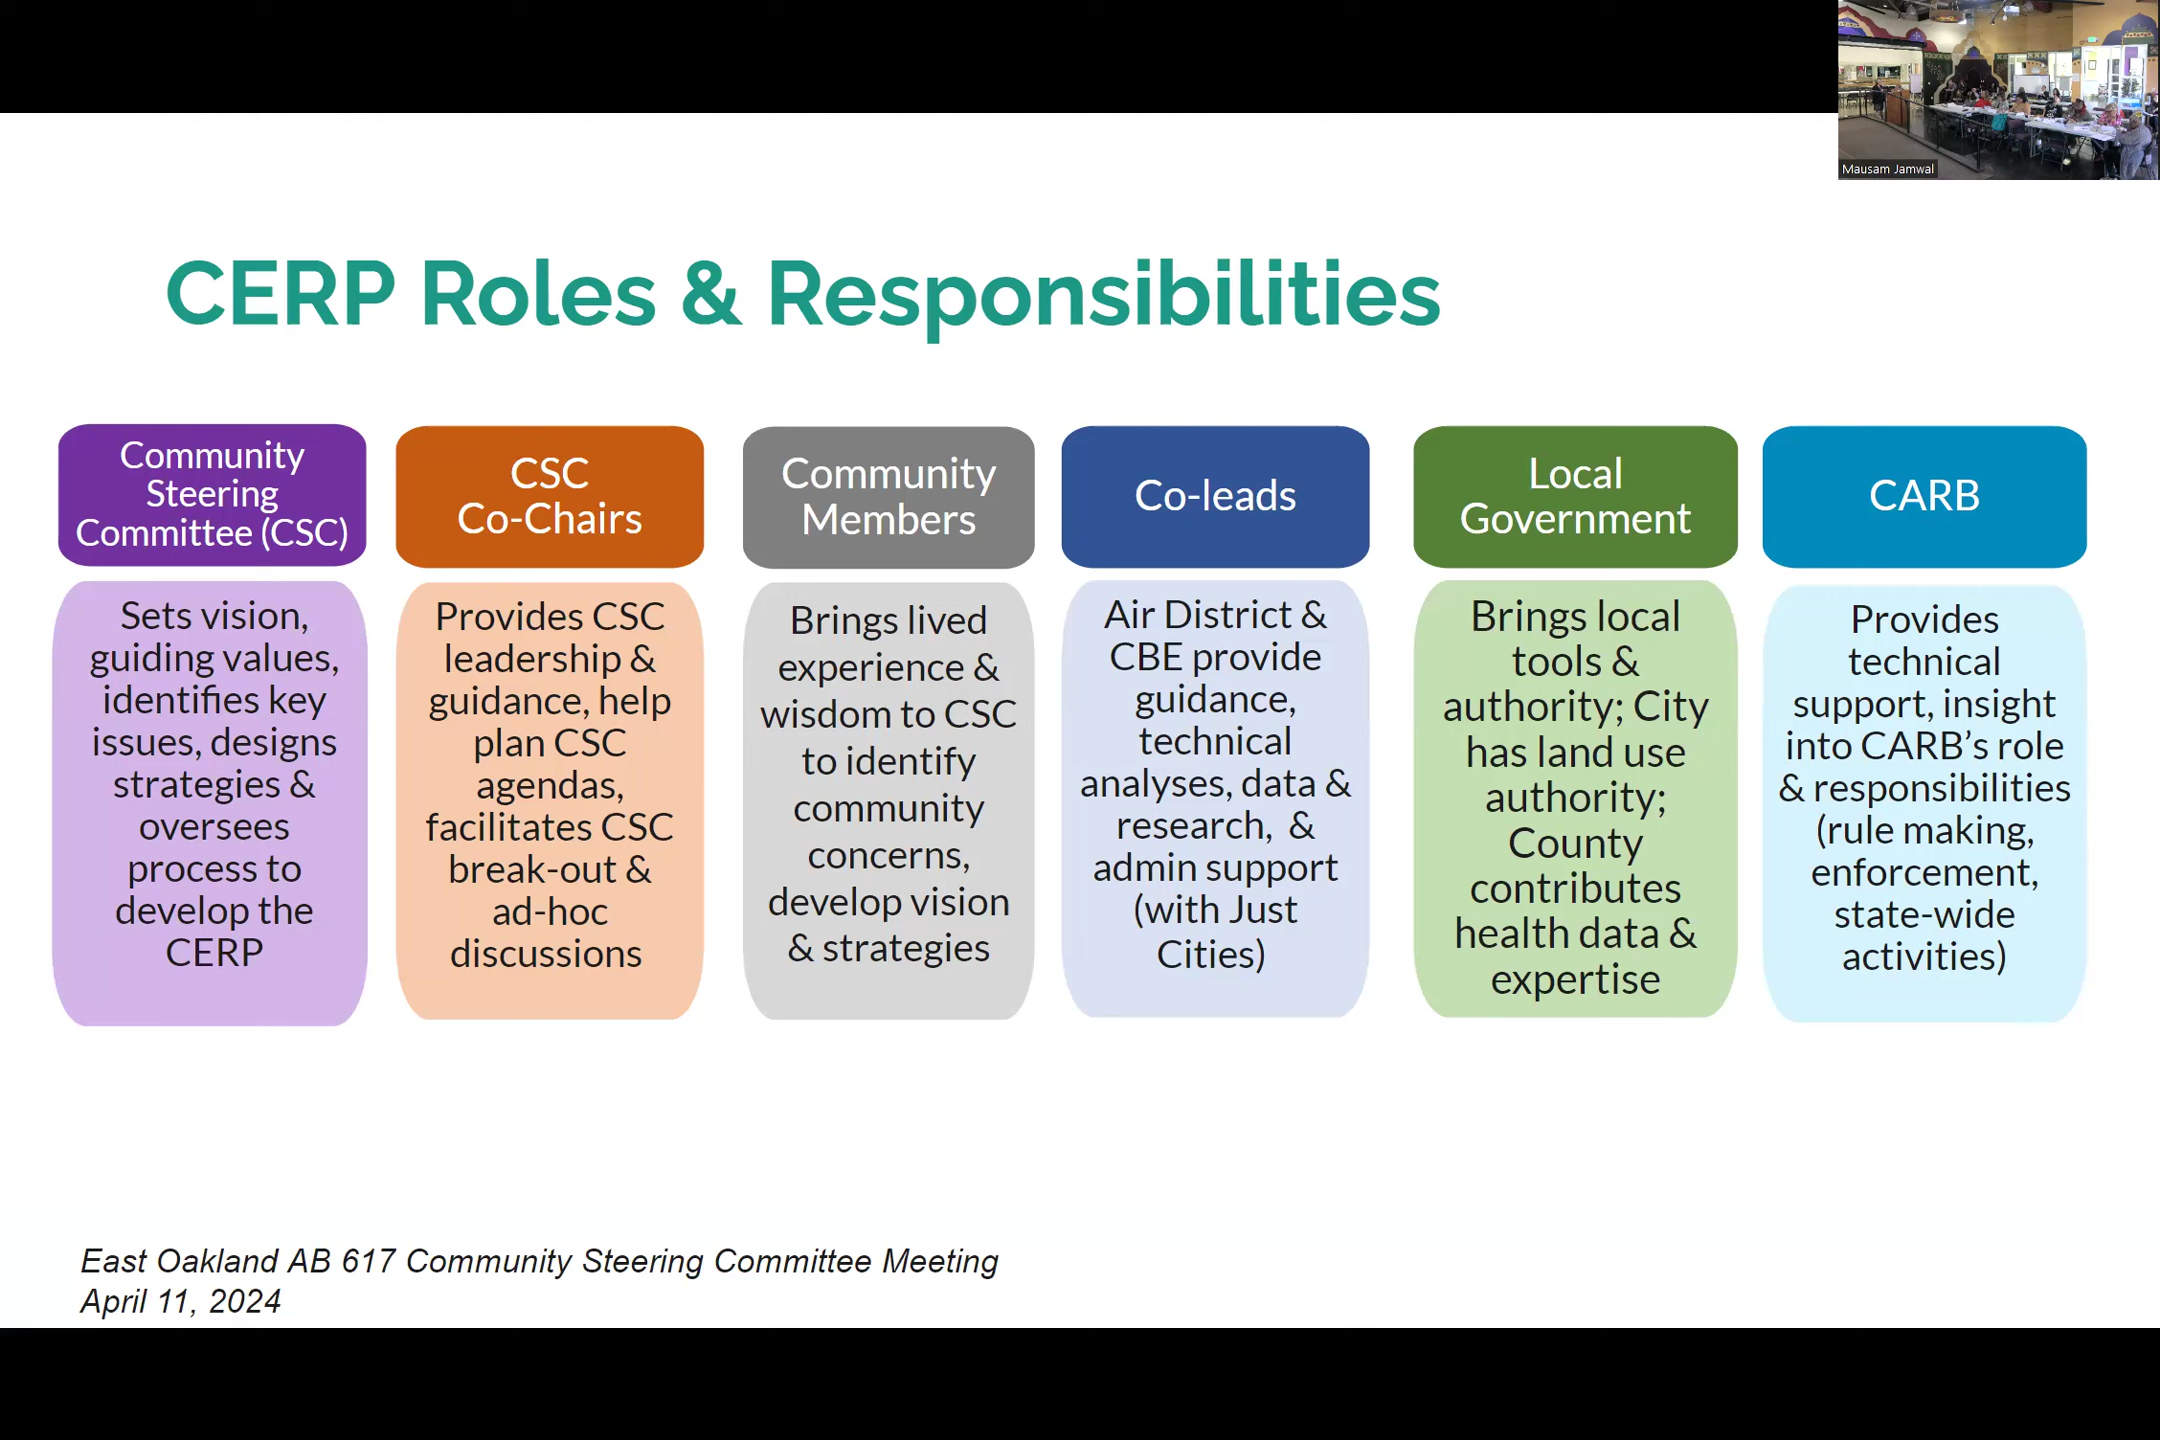 Mausam Jamwal
CERP Roles & Responsibilities
Community
Steering
Committee (CSC)
Sets vision,
guiding values,
identifies key
issues, designs
strategies &
oversees
process to
develop the
CERP
CSC
Co-Chairs
Provides CSC
leadership &
guidance, help
plan CSC
agendas,
facilitates CSC
break-out &
ad-hoc
discussions
Community
Members
Brings lived
experience &
wisdom to CSC
to identify
community
concerns,
develop vision
& strategies
Co-leads
Air District &
CBE provide
guidance,
technical
analyses, data &
research, &
admin support
(with Just
Cities)
Local
Government
Brings local
tools &
authority; City
has land use
authority;
County
contributes
health data &
expertise
CARB
Provides
technical
support, insight
into CARB’s role
& responsibilities
(rule making,
enforcement,
state-wide
activities)
East Oakland AB 617 Community Steering Committee Meeting
April 11, 2024